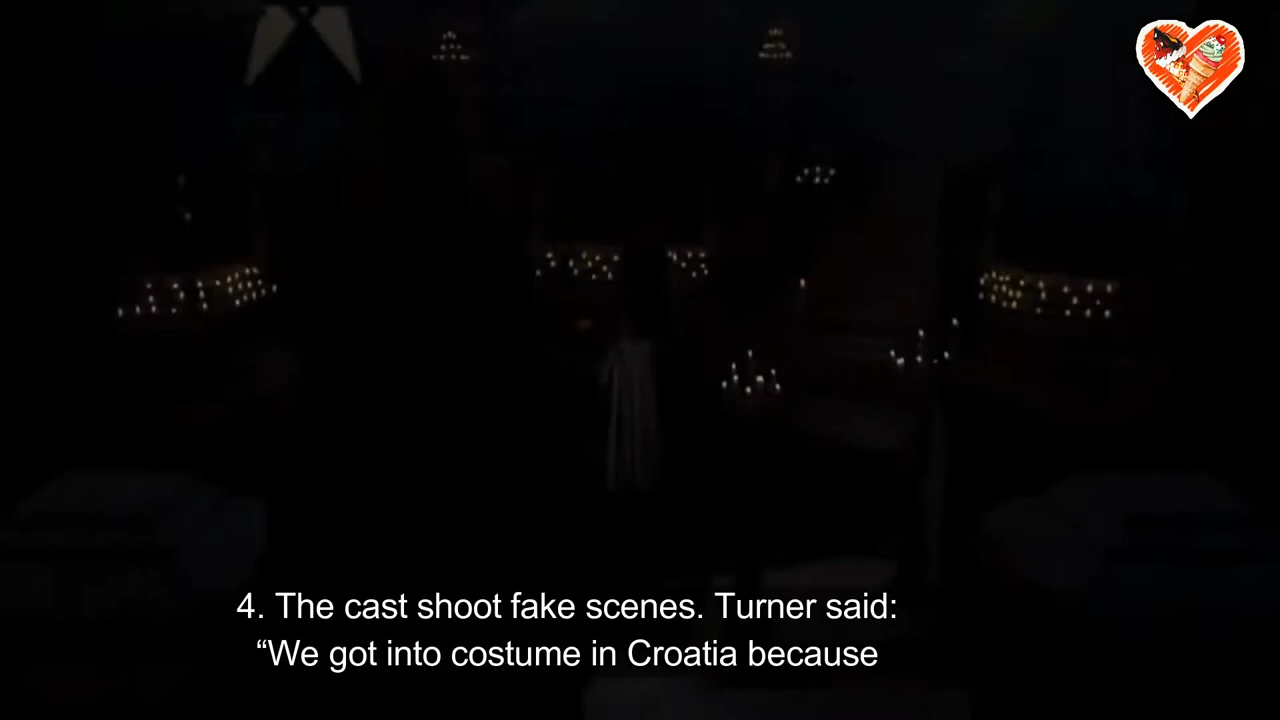 4. The cast shoot fake scenes. Turner said:
“We got into costume in Croatia because